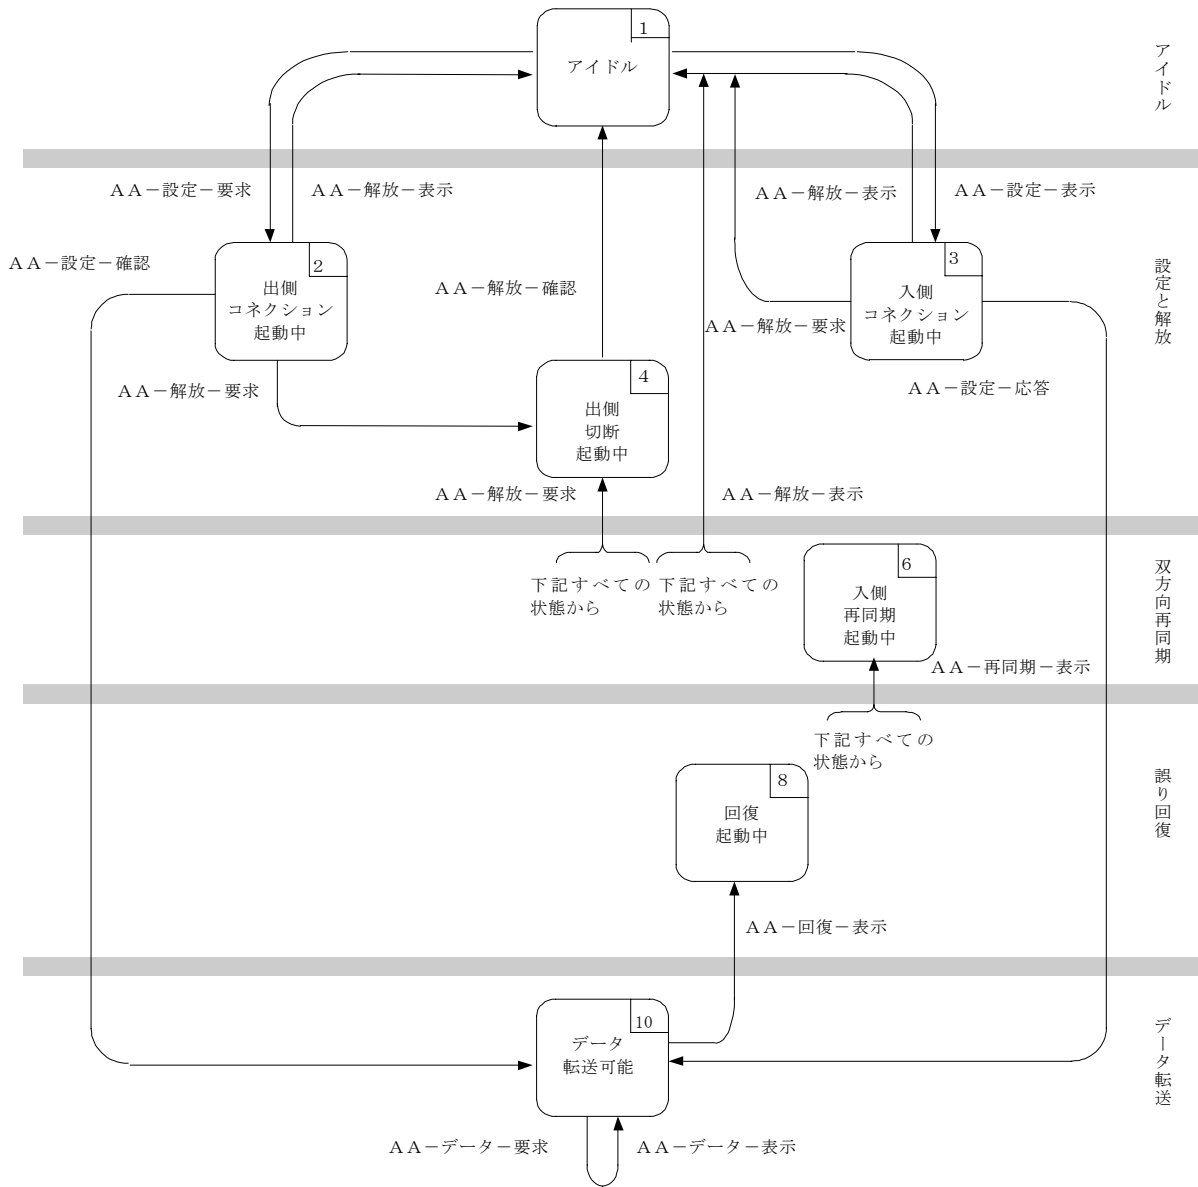 1
アイドル
アイドル
AA－設定－要求
AA－解放－表示
AA－解放－表示
AA－設定－表示
AA－設定－確認
2
出側
コネクション
起動中
AA－解放－確認
3
入側
コネクション
起動中
設定と解放
AA－解放－要求
AA－解放－要求
4
出側
切断
起動中
AA－設定－応答
AA－解放－要求
AA－解放－表示
下記すべての
状態から
下記すべての
状態から
6
入側
再同期
起動中
双方向再同期
AA－再同期－表示
下記すべての
状態から
8
回復
起動中
誤り回復
AA－回復－表示
10
データ
転送可能
データ転送
AA－データ－要求
AA－データ－表示